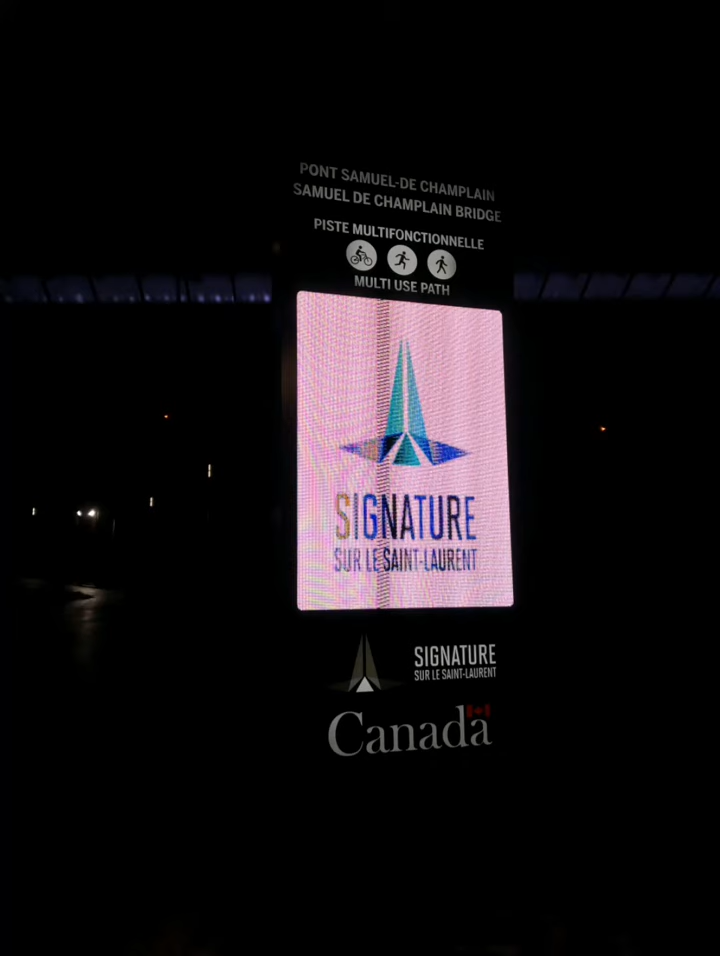 PONT SAMUEL-DE CHAMPLAIN
SAMUEL DE CHAMPLAIN BRIDGE
PISTE MULTIFONCTIONNELLE
MULTI USE PATH
SIGNATURE
SUR LE SAINT-LAURENT
SIGNATURE
SUR LE SAINT-LAURENT
Canada